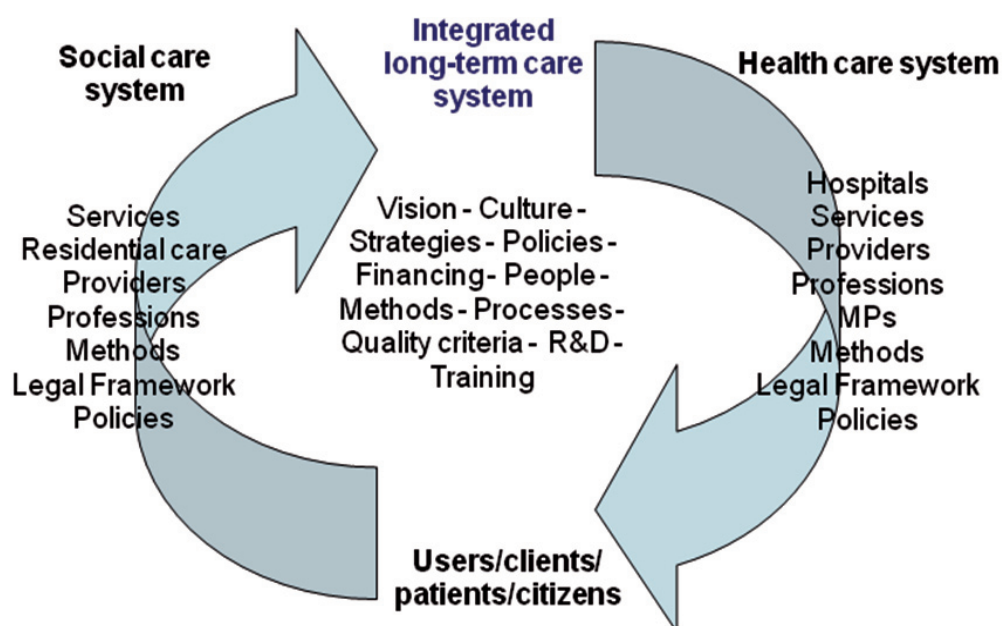 Social care
system
Integrated
long-term care
system
Health care system
Services
Residential care
Providers
Professions
Methods
Legal Framework
Policies
Vision - Culture -
Strategies - Policies -
Financing - People -
Methods - Processes -
Quality criteria - R&D -
Training
Hospitals
Services
Providers
Professions
MPs
Methods
Legal Framework
Policies
Users/clients/
patients/citizens